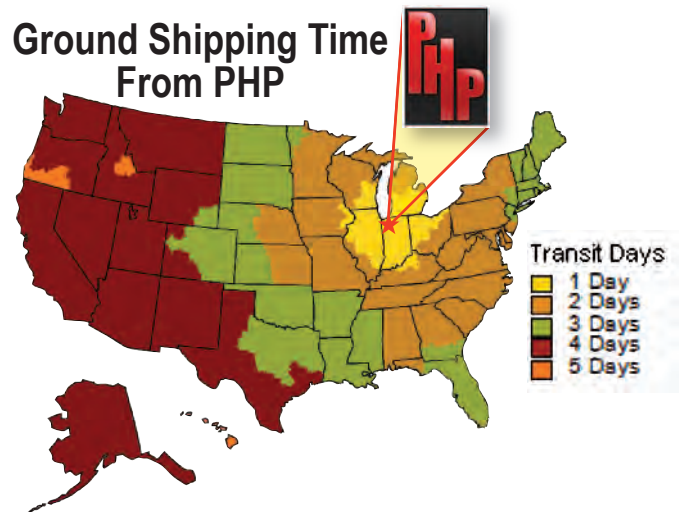 Ground Shipping Time
From PHP
PHP
Transit Days
1 Day
2 Days
3 Days
4 Days
5 Days